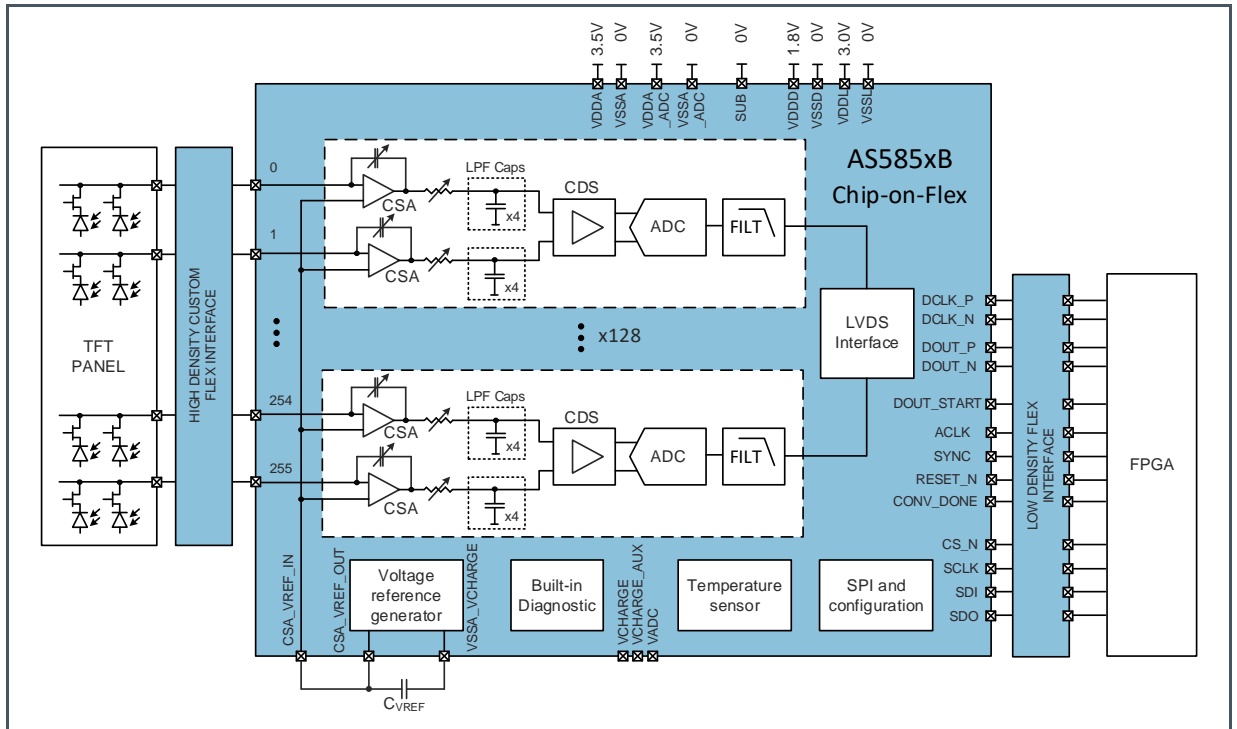 3.5V
0V
3.5V
0V
0V
1.8V
0V
3.0V
0V
VDDA
VSSA
VDDA
_ADC
VSSA
_ADC
SUB
VDDD
VSSD
VDDL
VSSL
AS585xB
Chip-on-Flex
0
CSA
LPF Caps
x4
CDS
ADC
FILT
1
CSA
x4
TFT
PANEL
HIGH DENSITY CUSTOM
FLEX INTERFACE
x128
LVDS
Interface
254
CSA
LPF Caps
x4
CDS
ADC
FILT
255
CSA
x4
DCLK_P
DCLK_N
DOUT_P
DOUT_N
DOUT_START
ACLK
SYNC
RESET_N
CONV_DONE
CS_N
SCLK
SDI
SDO
LOW DENSITY FLEX
INTERFACE
FPGA
CSA_VREF_IN
CSA_VREF_OUT
Voltage
reference
generator
VSSA_VCHARGE
Built-in
Diagnostic
VCHARGE
VCHARGE_AUX
VADC
Temperature
sensor
SPI and
configuration
CVREF